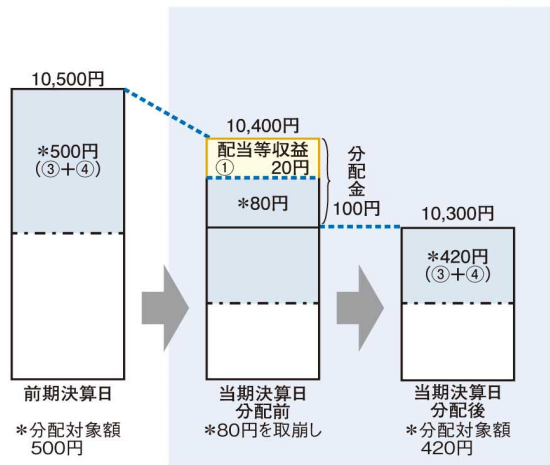 10,500円
*500円
(③+④)
前期決算日
*分配対象額
500円
10,400円
配当等収益
① 20円
*80円
分配金
100円
当期決算日
分配前
*80円を取崩し
10,300円
*420円
(③+④)
当期決算日
分配後
*分配対象額
420円